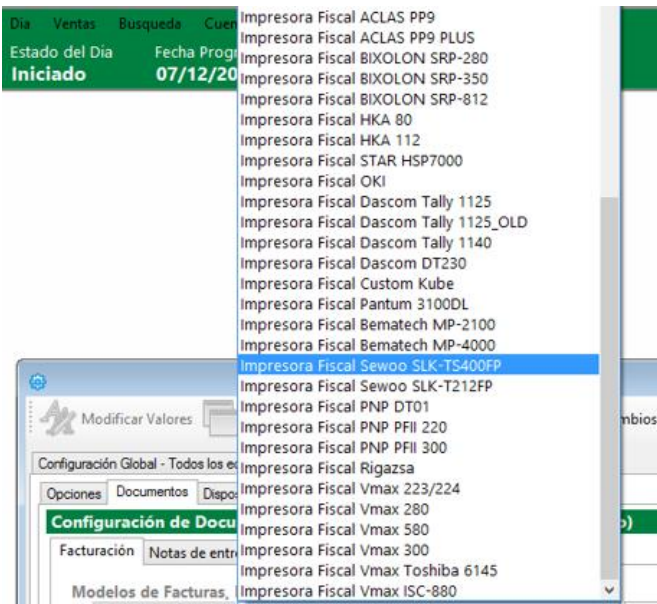 Dia Ventas Busqueda Cuen
Estado del Dia Fecha Progr
Iniciado 07/12/20
Impresora Fiscal ACLAS PP9
Impresora Fiscal ACLAS PP9 PLUS
Impresora Fiscal BIXOLON SRP-280
Impresora Fiscal BIXOLON SRP-350
Impresora Fiscal BIXOLON SRP-812
Impresora Fiscal HKA 80
Impresora Fiscal HKA 112
Impresora Fiscal STAR HSP7000
Impresora Fiscal OKI
Impresora Fiscal Dascom Tally 1125
Impresora Fiscal Dascom Tally 1125_OLD
Impresora Fiscal Dascom Tally 1140
Impresora Fiscal Dascom DT230
Impresora Fiscal Custom Kube
Impresora Fiscal Pantum 3100DL
Impresora Fiscal Bematech MP-2100
Impresora Fiscal Bematech MP-4000
Impresora Fiscal Sewoo SLK-TS400FP
Impresora Fiscal Sewoo SLK-T212FP
Impresora Fiscal PNP DT01
Impresora Fiscal PNP PFII 220
Impresora Fiscal PNP PFII 300
Impresora Fiscal Rigazsa
Impresora Fiscal Vmax 223/224
Impresora Fiscal Vmax 280
Impresora Fiscal Vmax 580
Impresora Fiscal Vmax 300
Impresora Fiscal Vmax Toshiba 6145
Impresora Fiscal Vmax ISC-880
Modificar Valores mbios
Configuración Global - Todos los eq
Opciones Documentos Dispo
Configuración de Docu o)
Facturación Notas de entre
Modelos de Facturas,